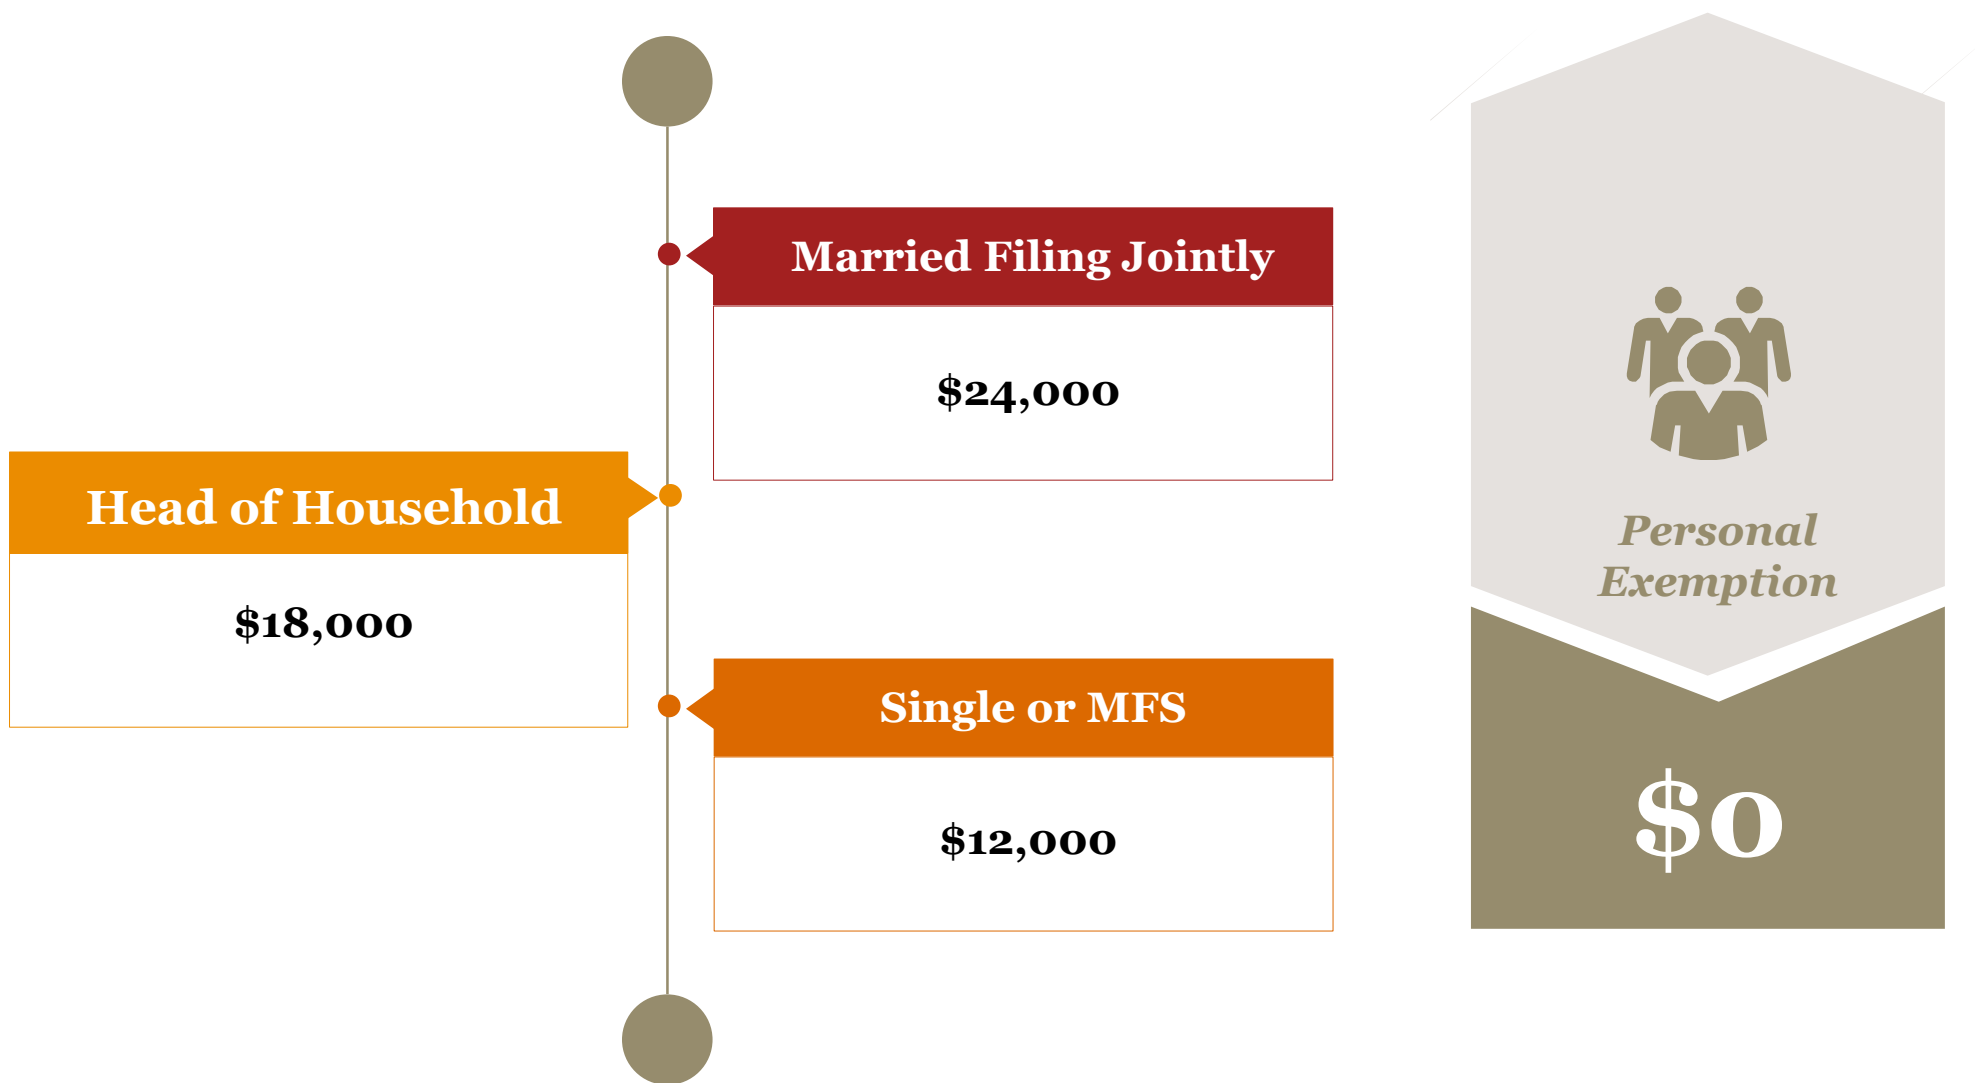 Married Filing Jointly
$24,000
Head of Household
$18,000
Single or MFS
$12,000
Personal
Exemption
$0